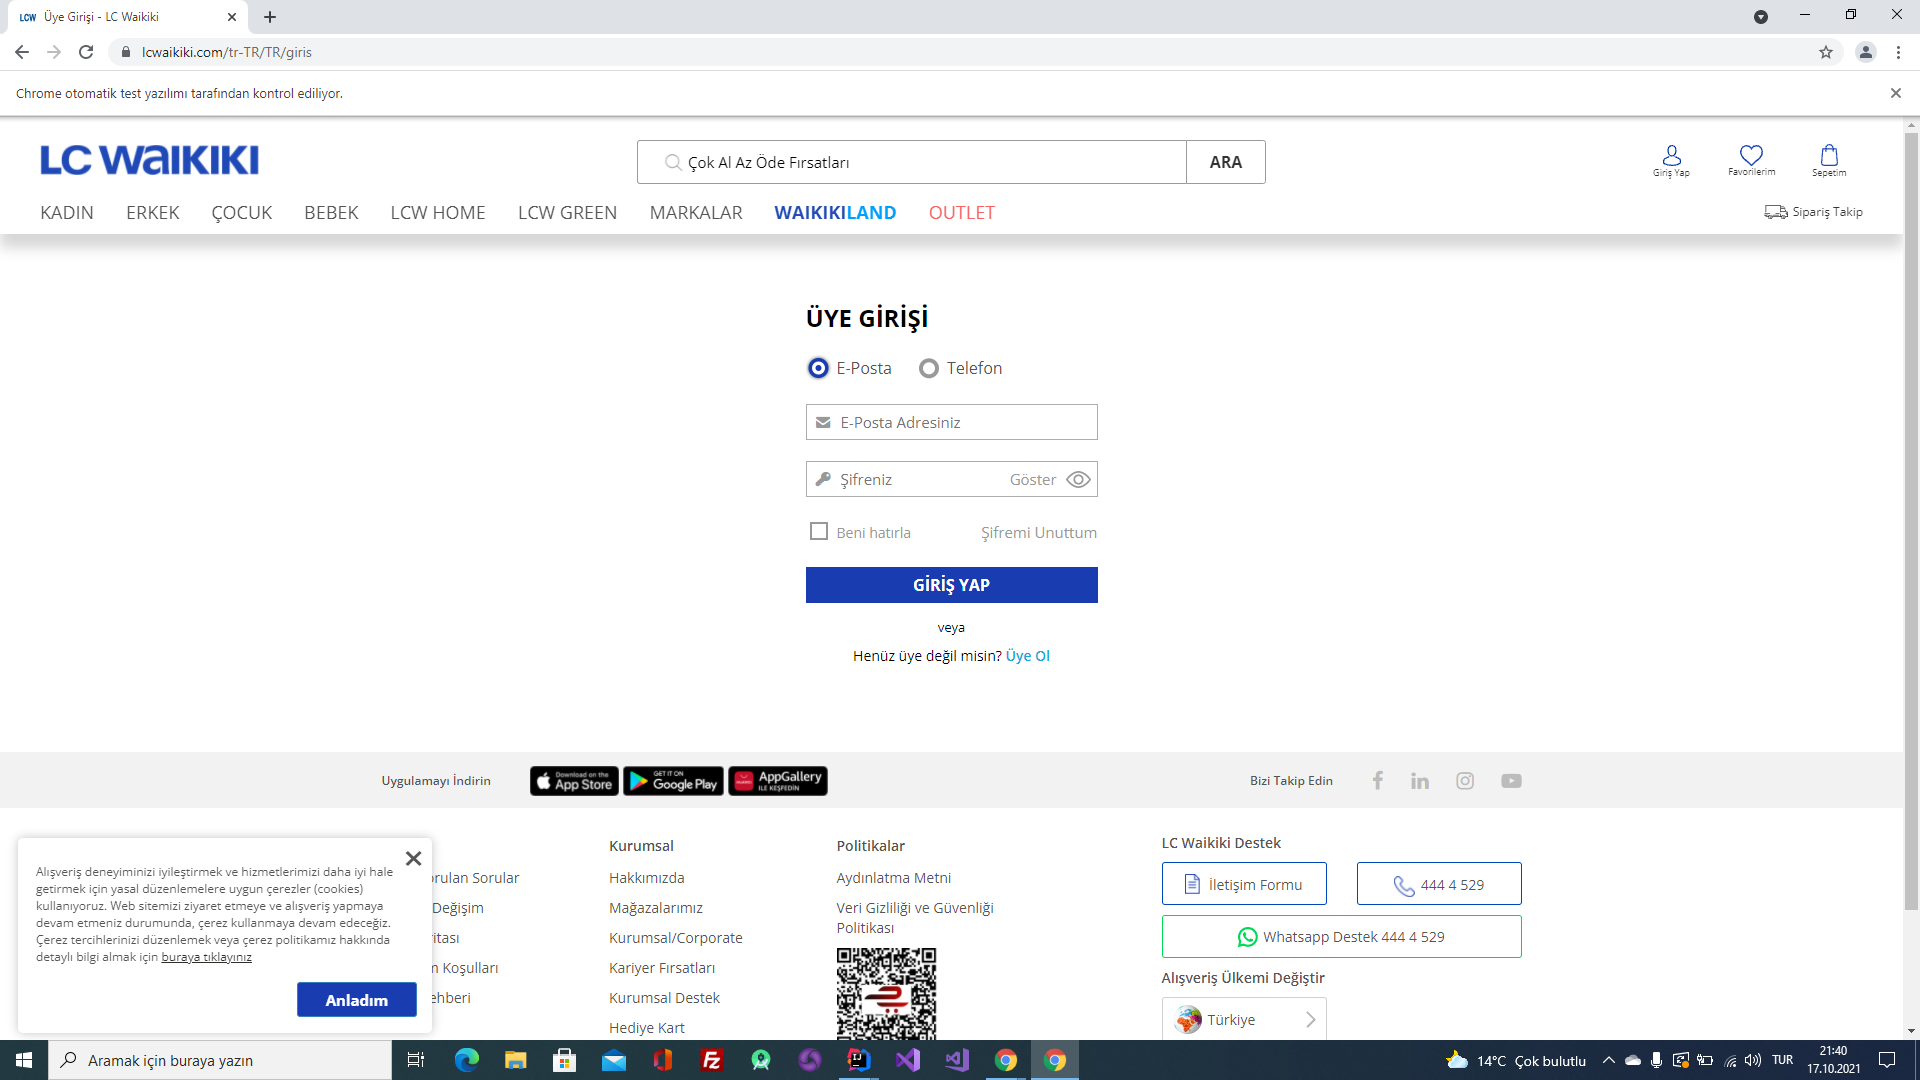 LCW Üye Girişi - LC Waikiki
lcwaikiki.com/tr-TR/TR/giris
Chrome otomatik test yazılımı tarafından kontrol ediliyor.
LC WAIKIKI
Çok Al Az Öde Fırsatları
ARA
Giriş Yap
Favorilerim
Sepetim
KADIN ERKEK ÇOCUK BEBEK LCW HOME LCW GREEN MARKALAR WAIKIKILAND OUTLET
Sipariş Takip
ÜYE GİRİŞİ
E-Posta Telefon
E-Posta Adresiniz
Şifreniz Göster
Beni hatırla Şifremi Unuttum
GİRİŞ YAP
veya
Henüz üye değil misin? Üye Ol
Uygulamayı İndirin
Download on the
App Store
GET IT ON
Google Play
AppGallery
İLE KEŞFEDİN
Bizi Takip Edin
Alışveriş deneyiminizi iyileştirmek ve hizmetlerimizi daha iyi hale
getirmek için yasal düzenlemelere uygun çerezler (cookies)
kullanıyoruz. Web sitemizi ziyaret etmeye ve alışveriş yapmaya
devam etmeniz durumunda, çerez kullanmaya devam edeceğiz.
Çerez tercihlerinizi düzenlemek veya çerez politikamız hakkında
detaylı bilgi almak için buraya tıklayınız
Anladım
orulan Sorular
Değişim
ritası
m Koşulları
ehberi
Kurumsal
Hakkımızda
Mağazalarımız
Kurumsal/Corporate
Kariyer Fırsatları
Kurumsal Destek
Hediye Kart
Politikalar
Aydınlatma Metni
Veri Gizliliği ve Güvenliği
Politikası
LC Waikiki Destek
İletişim Formu
444 4 529
Whatsapp Destek 444 4 529
Alışveriş Ülkemi Değiştir
Türkiye
Aramak için buraya yazın
14°C Çok bulutlu
TUR
21:40
17.10.2021